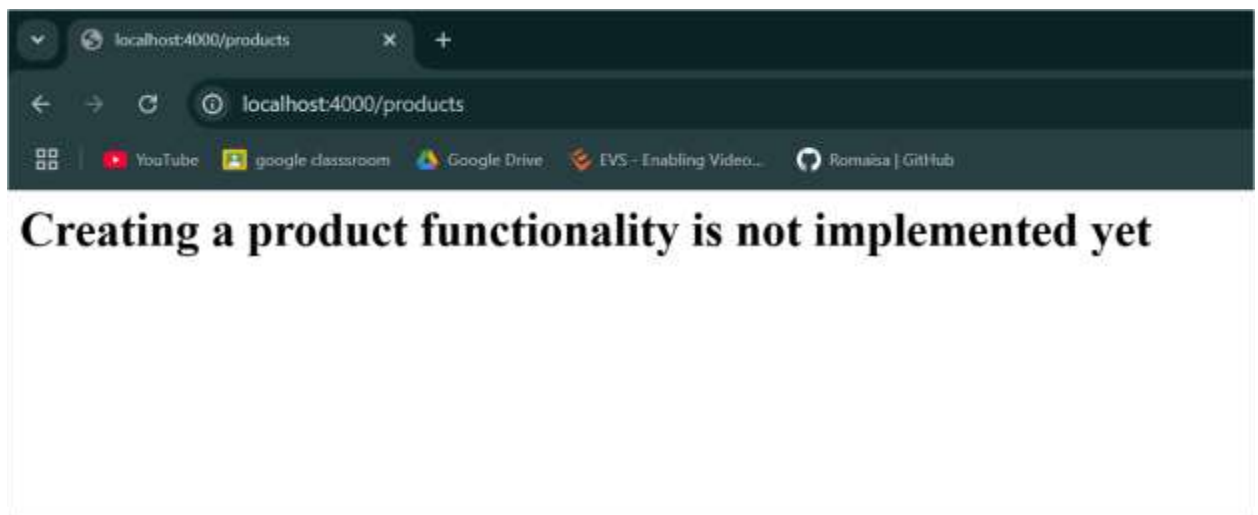 localhost:4000/products
localhost:4000/products
YouTube google classsroom Google Drive EVS - Enabling Video... Romaisa | GitHub
Creating a product functionality is not implemented yet